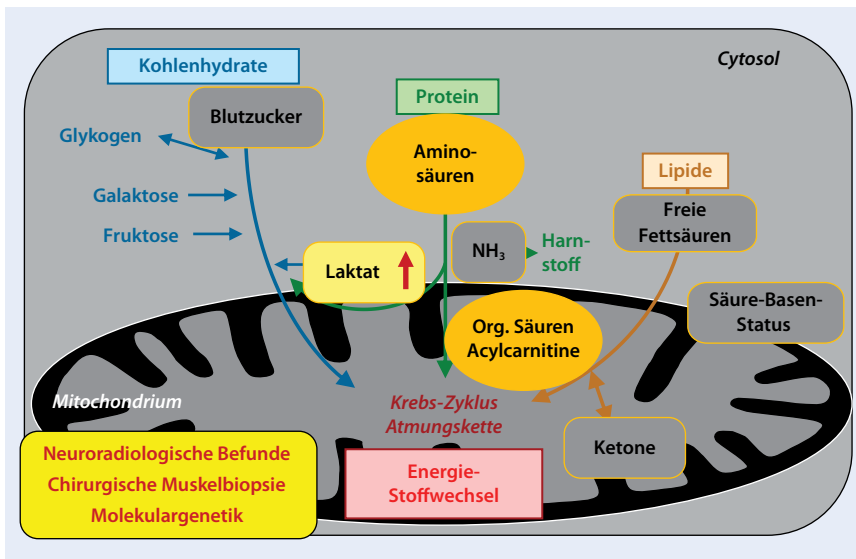 Cytosol
Kohlenhydrate
Blutzucker
Glykogen
Galaktose
Fruktose
Protein
Amino-
säuren
Lipide
Freie
Fettsäuren
Laktat
NH₃
Harn-
stoff
Org. Säuren
Acylcarnitine
Säure-Basen-
Status
Mitochondrium
Krebs-Zyklus
Atmungskette
Ketone
Energie-
Stoffwechsel
Neuroradiologische Befunde
Chirurgische Muskelbiopsie
Molekulargenetik